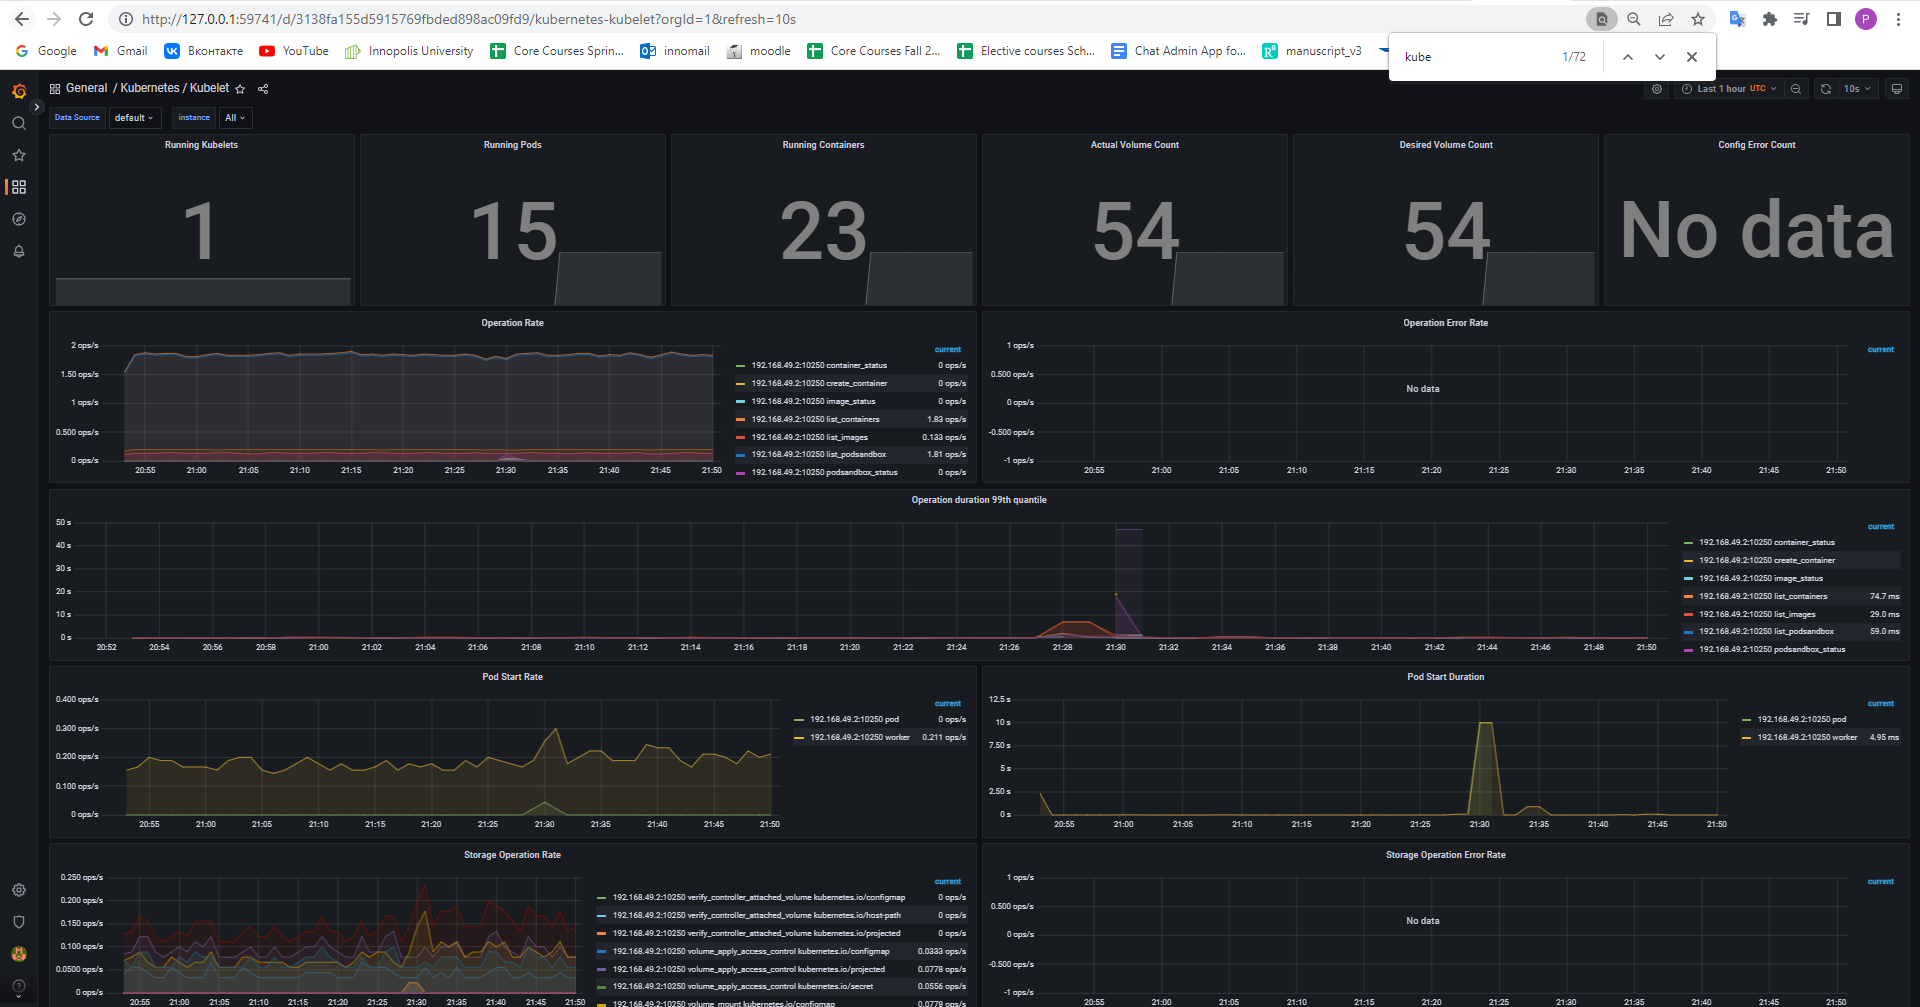 http://127.0.0.1:59741/d/3138fa155d5915769fbded898ac09fd9/kubernetes-kubelet?orgId=1&refresh=10s
P
Google Gmail Вконтакте YouTube Innopolis University Core Courses Sprin... innomail moodle Core Courses Fall 2... Elective courses Sch... Chat Admin App fo... manuscript_v3
kube 1/72
General / Kubernetes / Kubelet
Last 1 hour UTC 10s
Data Source default instance All
Running Kubelets
1
Running Pods
15
Running Containers
23
Actual Volume Count
54
Desired Volume Count
54
Config Error Count
No data
Operation Rate
2 ops/s
1.50 ops/s
1 ops/s
0.500 ops/s
0 ops/s
20:55 21:00 21:05 21:10 21:15 21:20 21:25 21:30 21:35 21:40 21:45 21:50
current
192.168.49.2:10250 container_status 0 ops/s
192.168.49.2:10250 create_container 0 ops/s
192.168.49.2:10250 image_status 0 ops/s
192.168.49.2:10250 list_containers 1.83 ops/s
192.168.49.2:10250 list_images 0.133 ops/s
192.168.49.2:10250 list_podsandbox 1.81 ops/s
192.168.49.2:10250 podsandbox_status 0 ops/s
Operation Error Rate
1 ops/s
0.500 ops/s
0 ops/s
-0.500 ops/s
-1 ops/s
No data
20:55 21:00 21:05 21:10 21:15 21:20 21:25 21:30 21:35 21:40 21:45 21:50
current
Operation duration 99th quantile
50 s
40 s
30 s
20 s
10 s
0 s
20:52 20:54 20:56 20:58 21:00 21:02 21:04 21:06 21:08 21:10 21:12 21:14 21:16 21:18 21:20 21:22 21:24 21:26 21:28 21:30 21:32 21:34 21:36 21:38 21:40 21:42 21:44 21:46 21:48 21:50
current
192.168.49.2:10250 container_status
192.168.49.2:10250 create_container
192.168.49.2:10250 image_status
192.168.49.2:10250 list_containers 74.7 ms
192.168.49.2:10250 list_images 29.0 ms
192.168.49.2:10250 list_podsandbox 59.0 ms
192.168.49.2:10250 podsandbox_status
Pod Start Rate
0.400 ops/s
0.300 ops/s
0.200 ops/s
0.100 ops/s
0 ops/s
20:55 21:00 21:05 21:10 21:15 21:20 21:25 21:30 21:35 21:40 21:45 21:50
current
192.168.49.2:10250 pod 0 ops/s
192.168.49.2:10250 worker 0.211 ops/s
Pod Start Duration
12.5 s
10 s
7.50 s
5 s
2.50 s
0 s
20:55 21:00 21:05 21:10 21:15 21:20 21:25 21:30 21:35 21:40 21:45 21:50
current
192.168.49.2:10250 pod
192.168.49.2:10250 worker 4.95 ms
Storage Operation Rate
0.250 ops/s
0.200 ops/s
0.150 ops/s
0.100 ops/s
0.0500 ops/s
0 ops/s
20:55 21:00 21:05 21:10 21:15 21:20 21:25 21:30 21:35 21:40 21:45 21:50
current
192.168.49.2:10250 verify_controller_attached_volume kubernetes.io/configmap 0 ops/s
192.168.49.2:10250 verify_controller_attached_volume kubernetes.io/host-path 0 ops/s
192.168.49.2:10250 verify_controller_attached_volume kubernetes.io/projected 0 ops/s
192.168.49.2:10250 volume_apply_access_control kubernetes.io/configmap 0.0333 ops/s
192.168.49.2:10250 volume_apply_access_control kubernetes.io/projected 0.0778 ops/s
192.168.49.2:10250 volume_apply_access_control kubernetes.io/secret 0.0556 ops/s
192.168.49.2:10250 volume_mount kubernetes.io/configmap 0.0778 ops/s
Storage Operation Error Rate
1 ops/s
0.500 ops/s
0 ops/s
-0.500 ops/s
-1 ops/s
No data
20:55 21:00 21:05 21:10 21:15 21:20 21:25 21:30 21:35 21:40 21:45 21:50
current